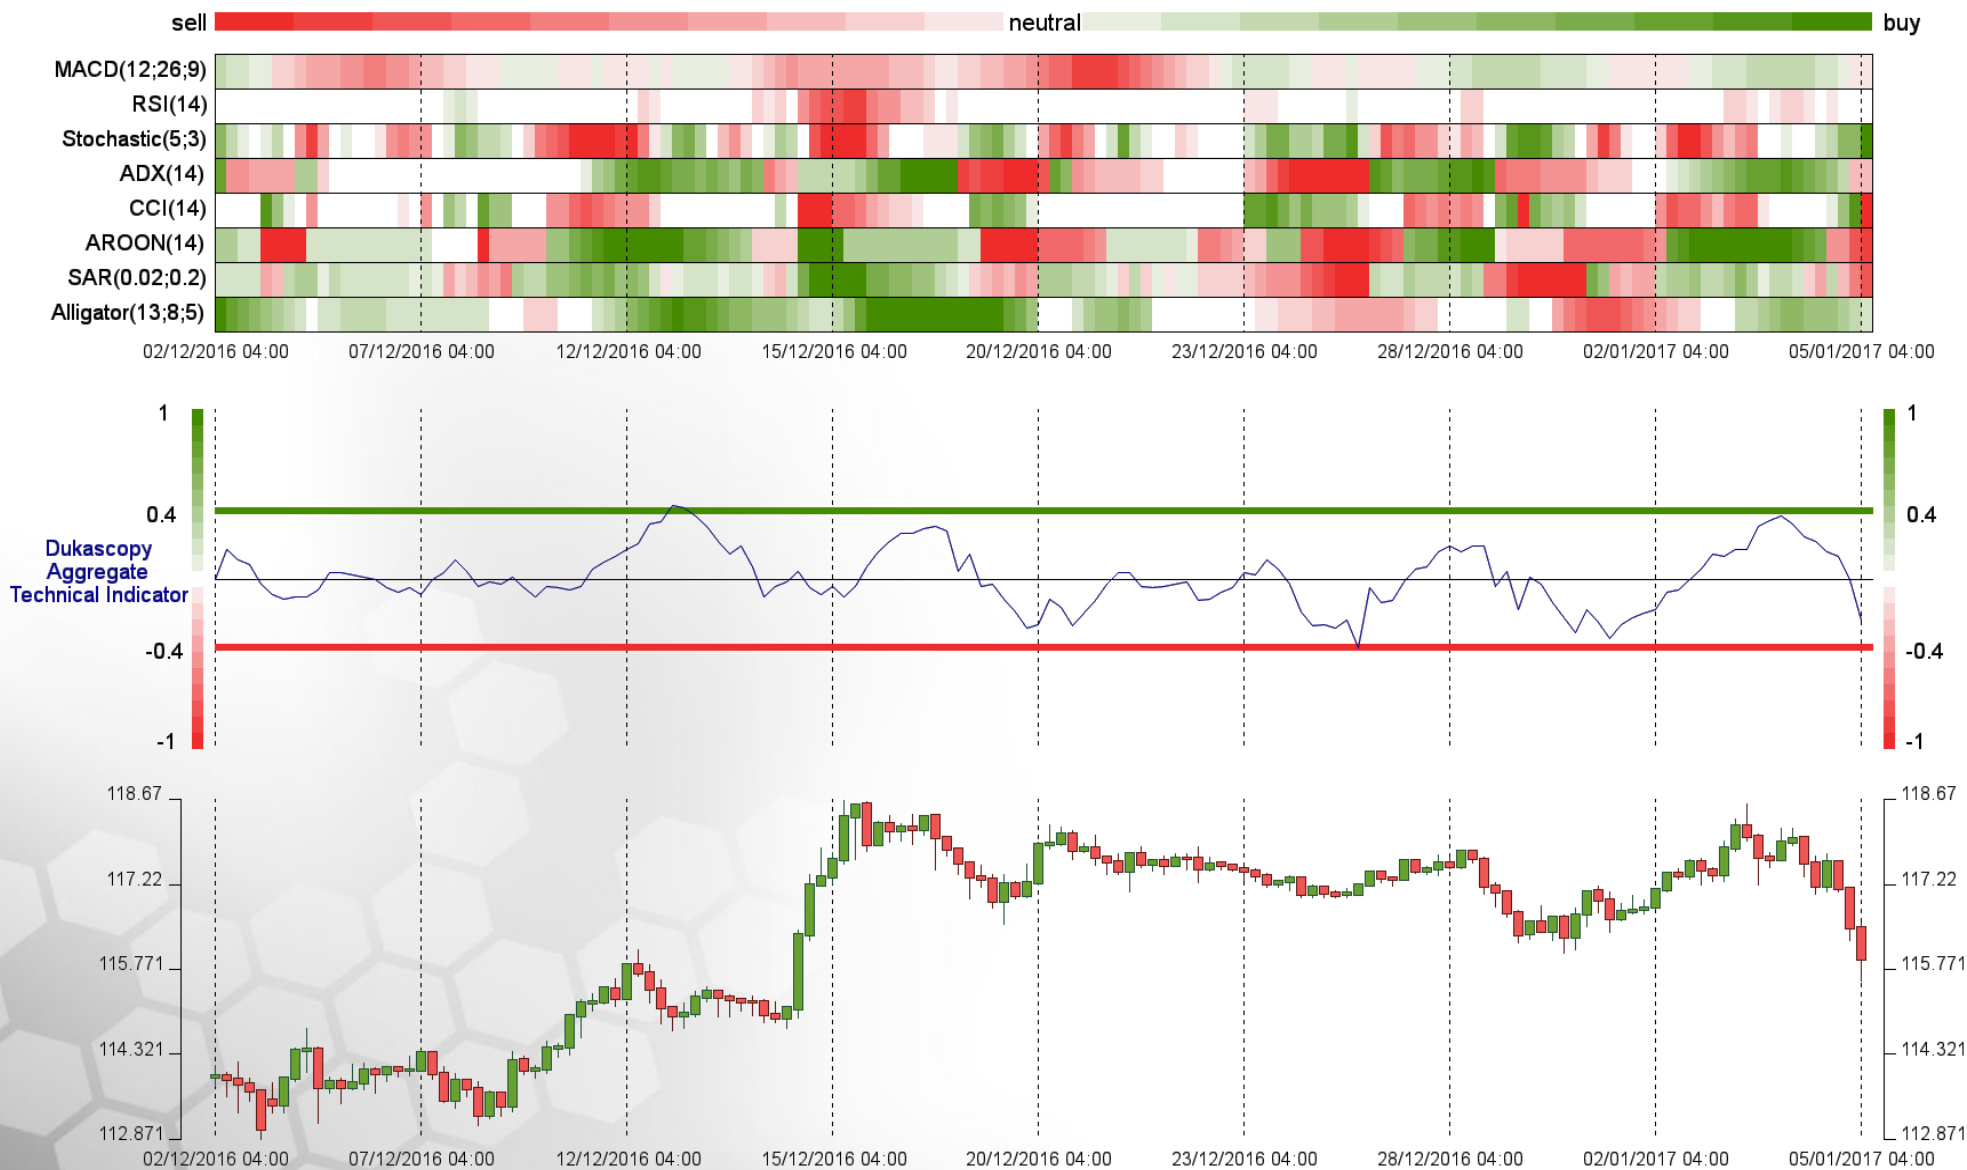 sell neutral buy
MACD(12;26;9)
RSI(14)
Stochastic(5;3)
ADX(14)
CCI(14)
AROON(14)
SAR(0.02;0.2)
Alligator(13;8;5)
02/12/2016 04:00 07/12/2016 04:00 12/12/2016 04:00 15/12/2016 04:00 20/12/2016 04:00 23/12/2016 04:00 28/12/2016 04:00 02/01/2017 04:00 05/01/2017 04:00
1 1
0.4 0.4
Dukascopy
Aggregate
Technical Indicator
-0.4 -0.4
-1 -1
118.67 118.67
117.22 117.22
115.771 115.771
114.321 114.321
112.871 112.871
02/12/2016 04:00 07/12/2016 04:00 12/12/2016 04:00 15/12/2016 04:00 20/12/2016 04:00 23/12/2016 04:00 28/12/2016 04:00 02/01/2017 04:00 05/01/2017 04:00